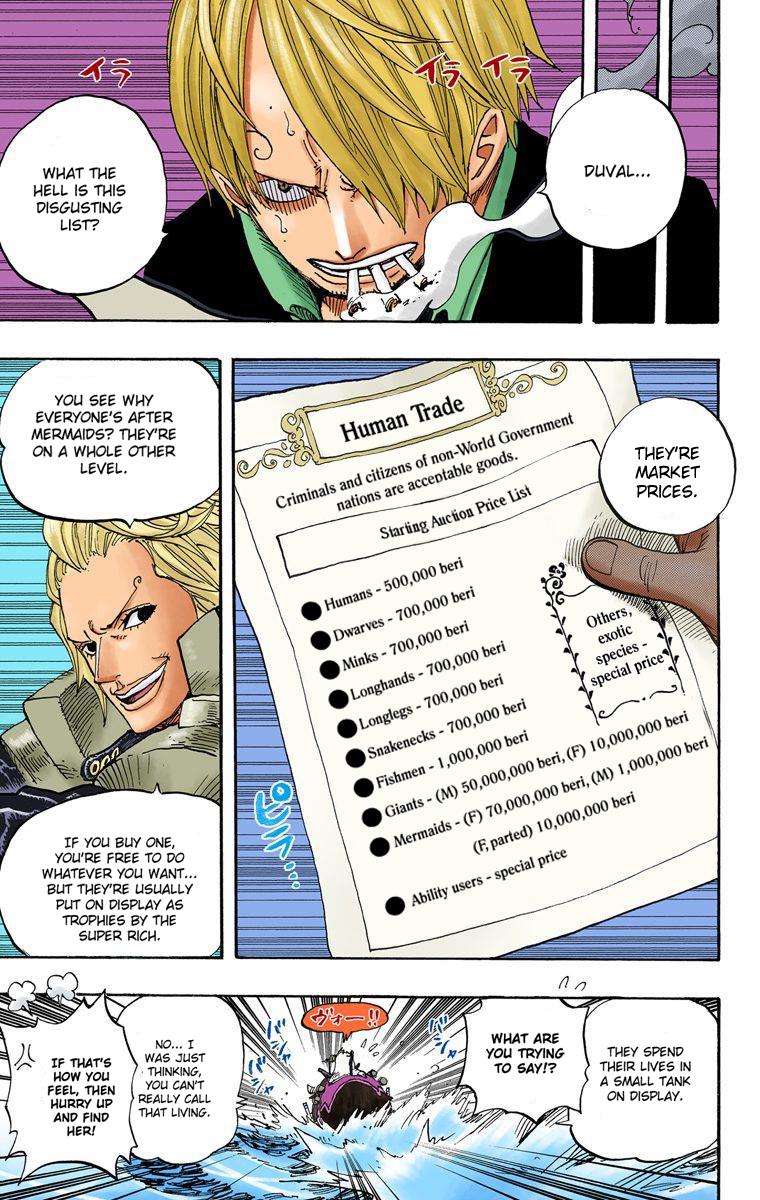 DUVAL...
イラ イラ
イラ
WHAT THE
HELL IS THIS
DISGUSTING
LIST?
THEY'RE
MARKET
PRICES.
Human Trade
Criminals and citizens of non-World Government
nations are acceptable goods.
Starting Auction Price List
Humans - 500,000 beri
Dwarves - 700,000 beri
Minks - 700,000 beri
Longhands - 700,000 beri
Longlegs - 700,000 beri
Snakenecks - 700,000 beri
Fishmen - 1,000,000 beri
Giants - (M) 50,000,000 beri, (F) 10,000,000 beri
Mermaids - (F) 70,000,000 beri, (M) 1,000,000 beri
(F, parted) 10,000,000 beri
Ability users - special price
Others,
exotic
species -
special price
ピラ...
YOU SEE WHY
EVERYONE'S AFTER
MERMAIDS? THEY'RE
ON A WHOLE OTHER
LEVEL.
IF YOU BUY ONE,
YOU'RE FREE TO DO
WHATEVER YOU WANT...
BUT THEY'RE USUALLY
PUT ON DISPLAY AS
TROPHIES BY THE
SUPER RICH.
THEY SPEND
THEIR LIVES IN
A SMALL TANK
ON DISPLAY.
WHAT ARE
YOU TRYING
TO SAY!?
ヴォー!!
NO... I
WAS JUST
THINKING,
YOU CAN'T
REALLY CALL
THAT LIVING.
IF THAT'S
HOW YOU
FEEL, THEN
HURRY UP
AND FIND
HER!